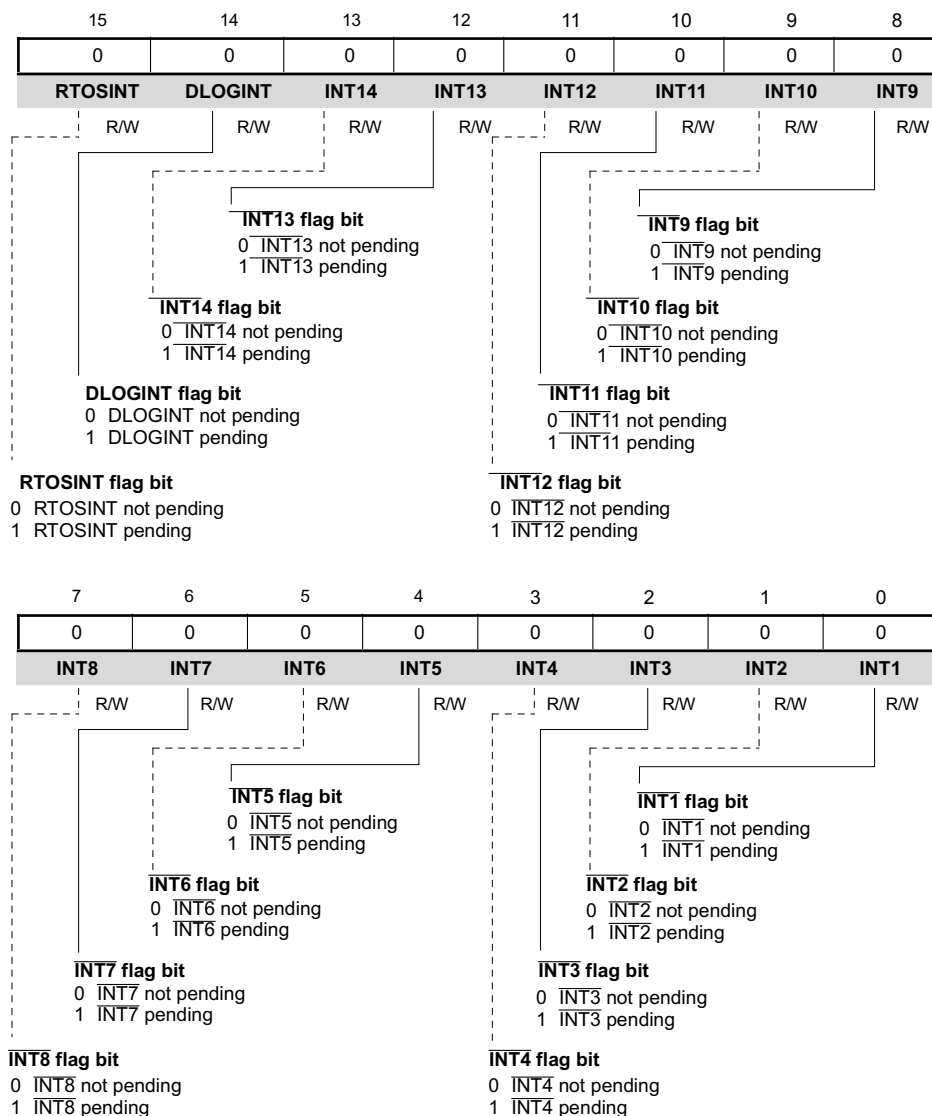 15 14 13 12 11 10 9 8
0 0 0 0 0 0 0 0
RTOSINT DLOGINT INT14 INT13 INT12 INT11 INT10 INT9
R/W R/W R/W R/W R/W R/W R/W R/W
INT13 flag bit
0 INT13 not pending
1 INT13 pending
INT9 flag bit
0 INT9 not pending
1 INT9 pending
INT14 flag bit
0 INT14 not pending
1 INT14 pending
INT10 flag bit
0 INT10 not pending
1 INT10 pending
DLOGINT flag bit
0 DLOGINT not pending
1 DLOGINT pending
INT11 flag bit
0 INT11 not pending
1 INT11 pending
RTOSINT flag bit
0 RTOSINT not pending
1 RTOSINT pending
INT12 flag bit
0 INT12 not pending
1 INT12 pending
7 6 5 4 3 2 1 0
0 0 0 0 0 0 0 0
INT8 INT7 INT6 INT5 INT4 INT3 INT2 INT1
R/W R/W R/W R/W R/W R/W R/W R/W
INT5 flag bit
0 INT5 not pending
1 INT5 pending
INT1 flag bit
0 INT1 not pending
1 INT1 pending
INT6 flag bit
0 INT6 not pending
1 INT6 pending
INT2 flag bit
0 INT2 not pending
1 INT2 pending
INT7 flag bit
0 INT7 not pending
1 INT7 pending
INT3 flag bit
0 INT3 not pending
1 INT3 pending
INT8 flag bit
0 INT8 not pending
1 INT8 pending
INT4 flag bit
0 INT4 not pending
1 INT4 pending